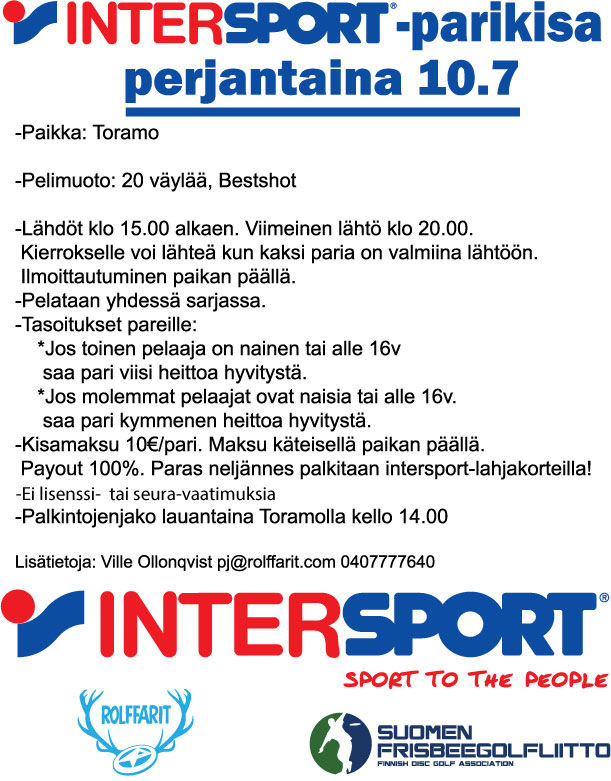 INTERSPORT®-parikisa
perjantaina 10.7
-Paikka: Toramo
-Pelimuoto: 20 väylää, Bestshot
-Lähdöt klo 15.00 alkaen. Viimeinen lähtö klo 20.00.
Kierrokselle voi lähteä kun kaksi paria on valmiina lähtöön.
Ilmoittautuminen paikan päällä.
-Pelataan yhdessä sarjassa.
-Tasoitukset pareille:
*Jos toinen pelaaja on nainen tai alle 16v
saa pari viisi heittoa hyvitystä.
*Jos molemmat pelaajat ovat naisia tai alle 16v.
saa pari kymmenen heittoa hyvitystä.
-Kisamaksu 10€/pari. Maksu käteisellä paikan päällä.
Payout 100%. Paras neljännes palkitaan intersport-lahjakorteilla!
-Ei lisenssi- tai seura-vaatimuksia
-Palkintojenjako lauantaina Toramolla kello 14.00
Lisätietoja: Ville Ollonqvist pj@rolffarit.com 0407777640
INTERSPORT®
SPORT TO THE PEOPLE
ROLFFARIT
SUOMEN
FRISBEEGOLFLIITTO
FINNISH DISC GOLF ASSOCIATION